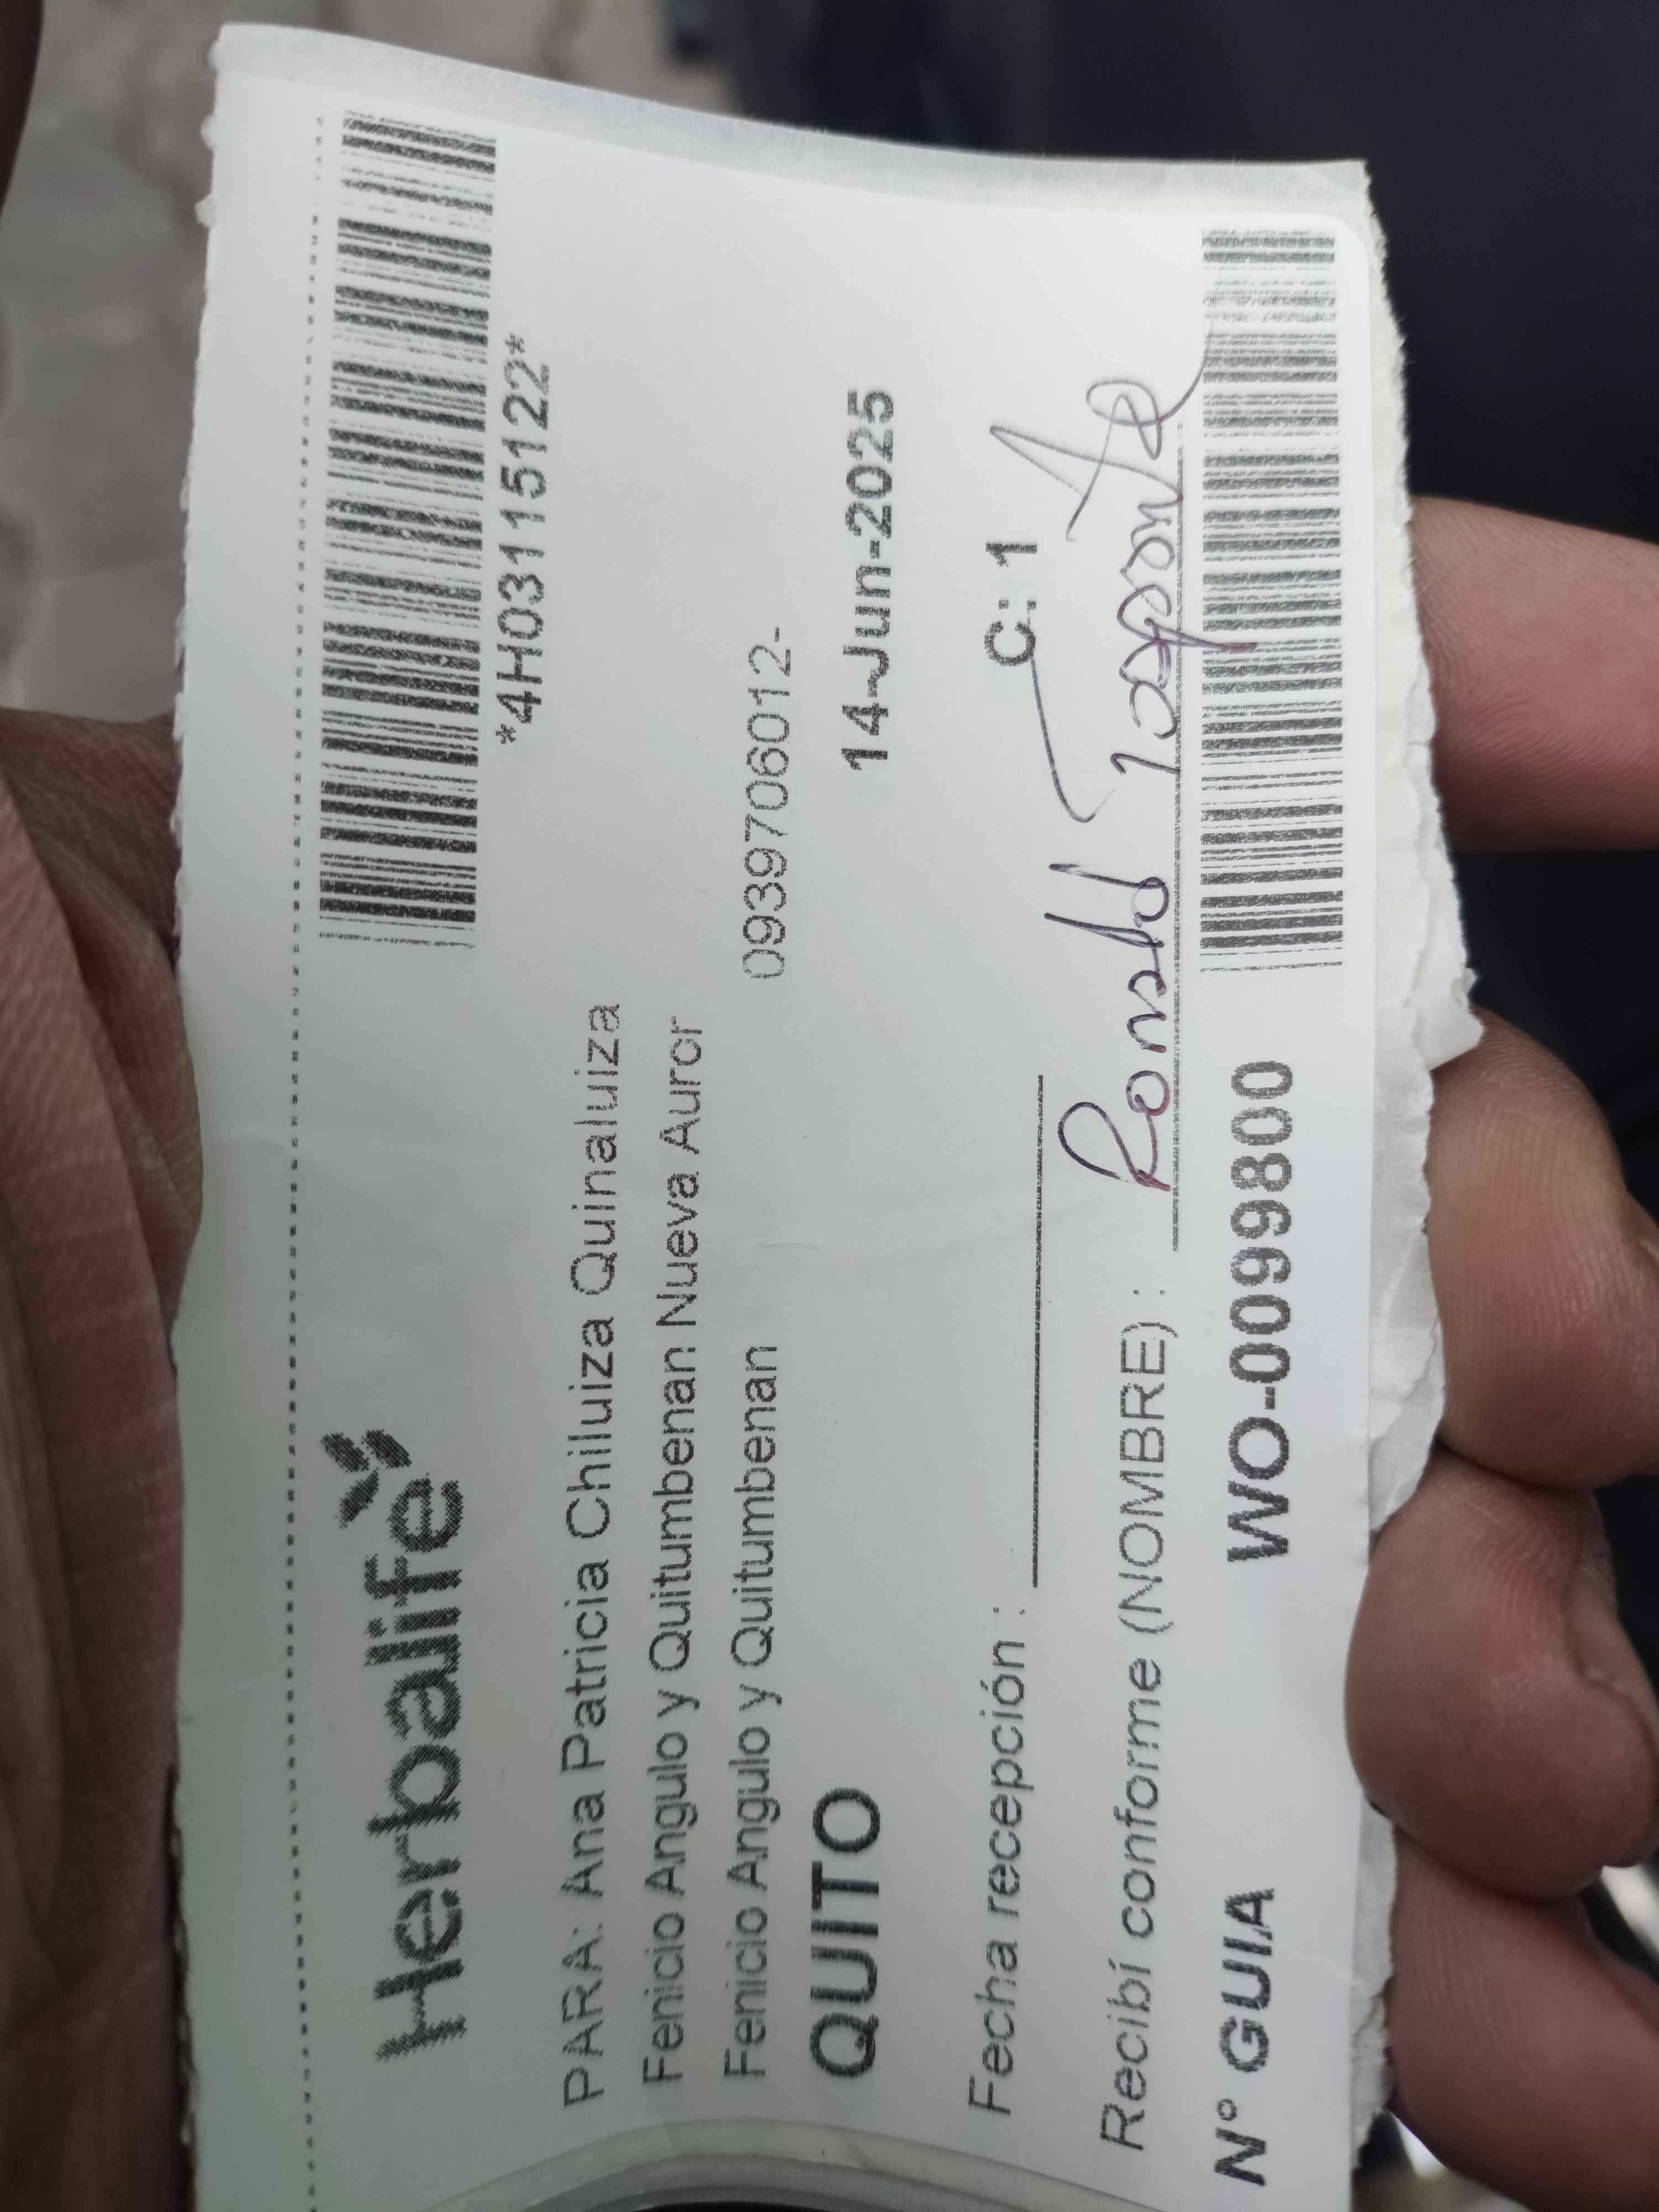 Herbalife
*4H03115122*
PARA: Ana Patricia Chiluiza Quinaluiza
Fenicio Angulo y Quitumbenan Nueva Auror
Fenicio Angulo y Quitumbenan 0939706012-
QUITO 14-Jun-2025
Fecha recepción : C: 1
Recibí conforme (NOMBRE) : Ronald
N° GUIA WO-0099800